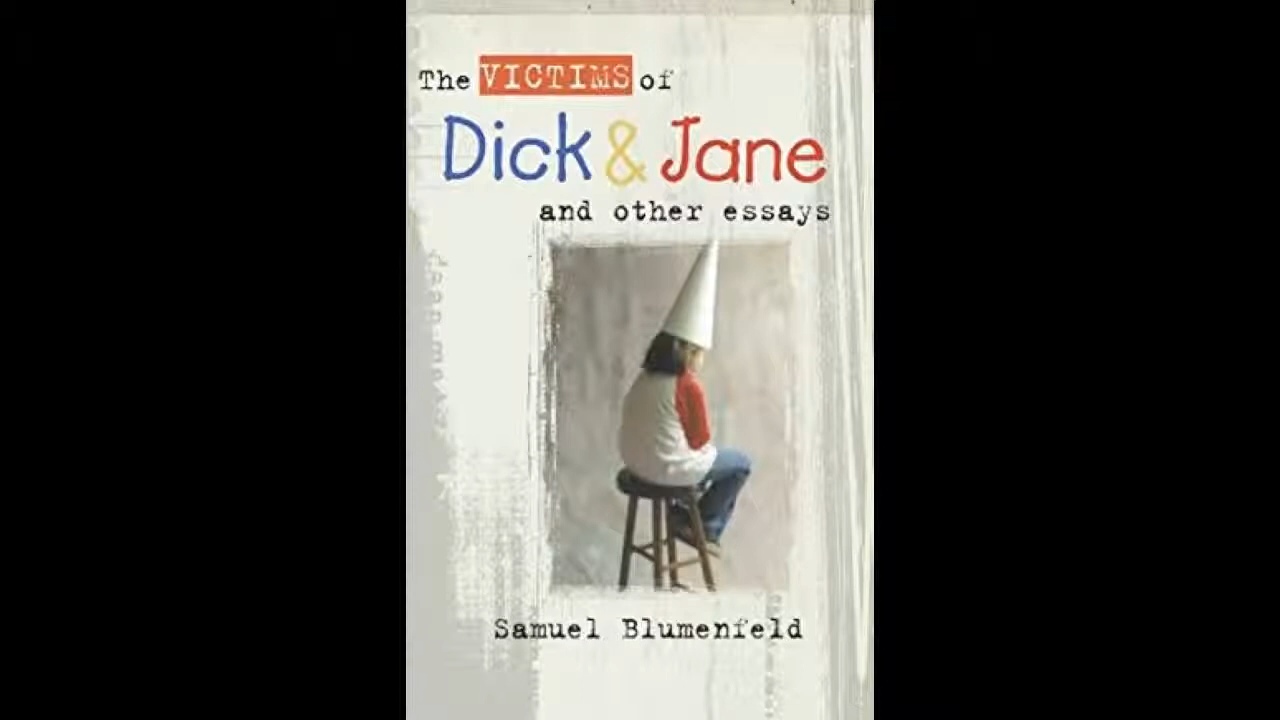 The VICTIMS of
Dick & Jane
and other essays
Samuel Blumenfeld